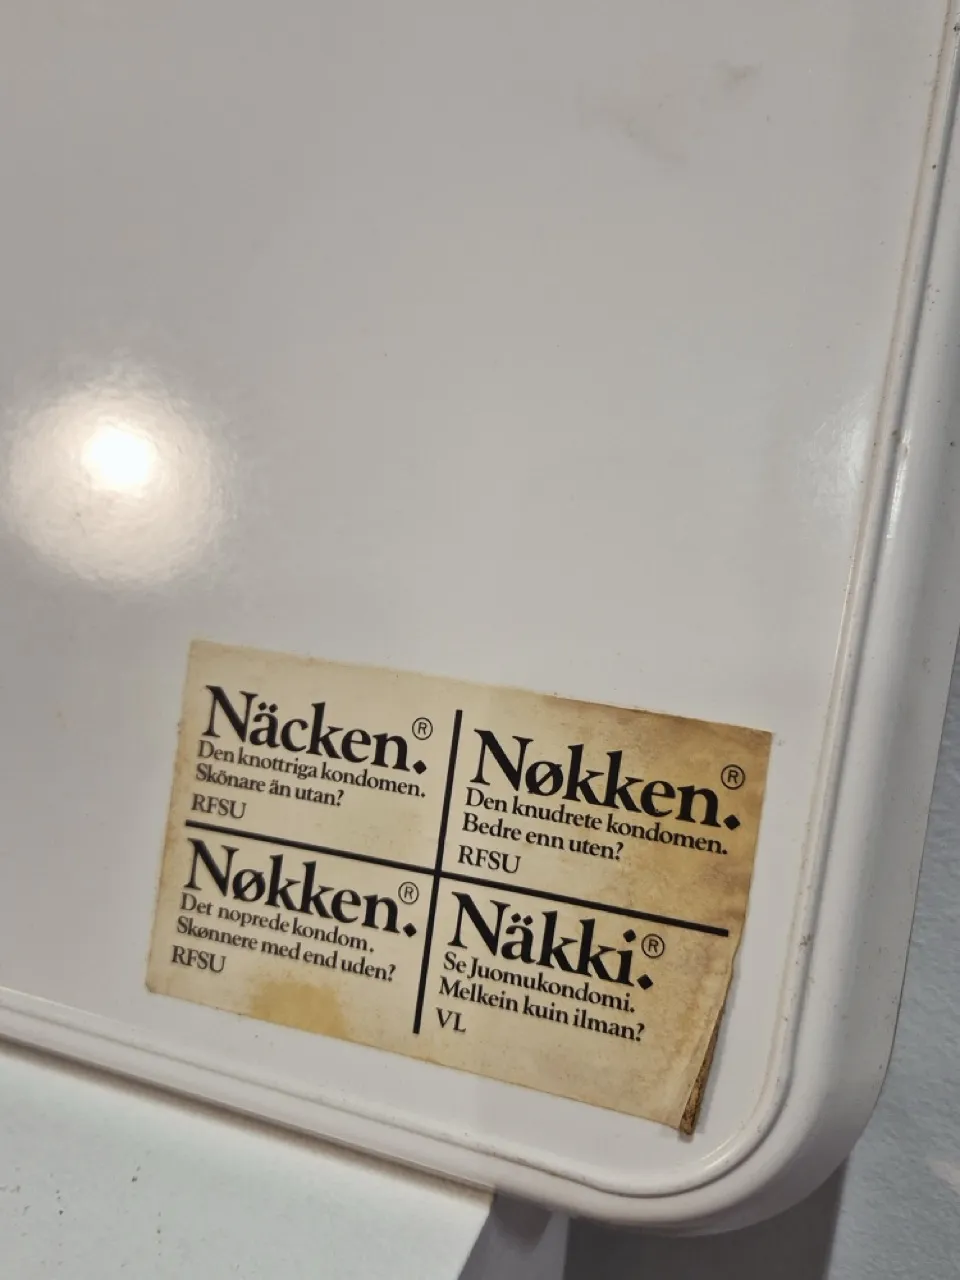 Näcken.®
Den knottriga kondomen.
Skönare än utan?
RFSU
Nøkken.®
Den knudrete kondomen.
Bedre enn uten?
RFSU
Nøkken.®
Det noprede kondom.
Skønnere med end uden?
RFSU
Näkki.®
Se Juomukondomi.
Melkein kuin ilman?
VL